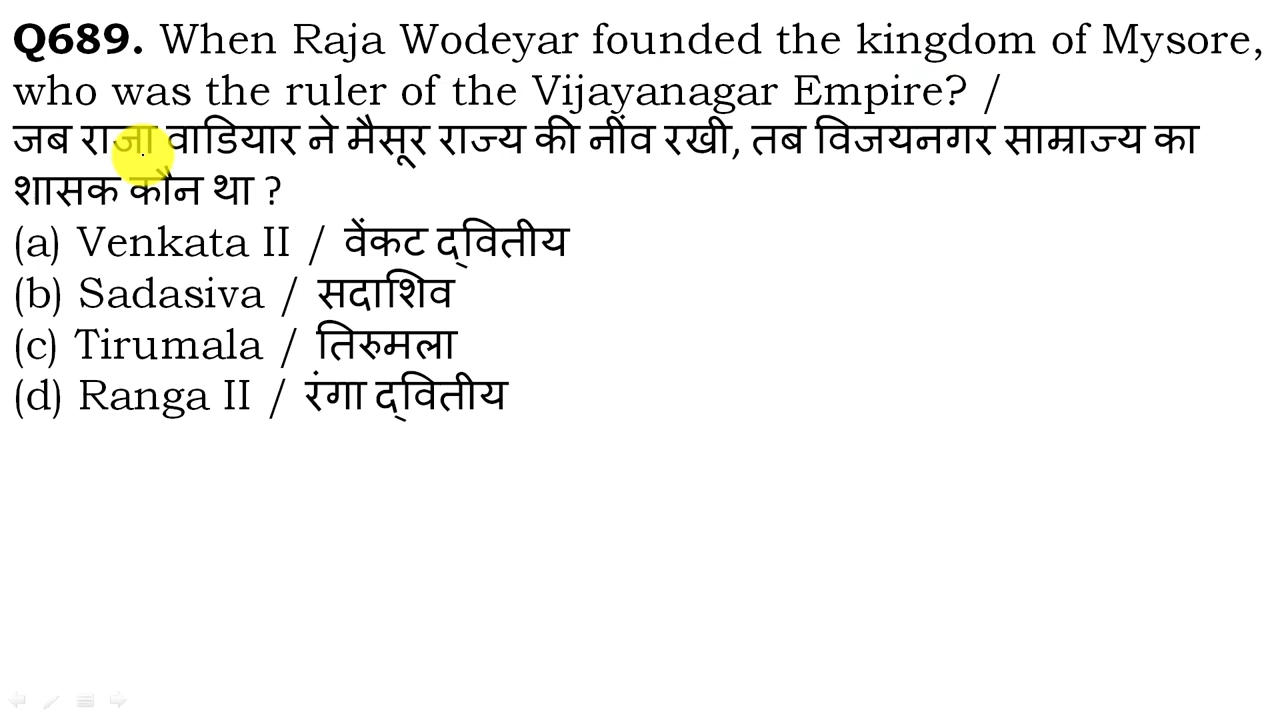 Q689. When Raja Wodeyar founded the kingdom of Mysore,
who was the ruler of the Vijayanagar Empire? /
जब राजा वाडियार ने मैसूर राज्य की नींव रखी, तब विजयनगर साम्राज्य का
शासक कौन था ?
(a) Venkata II / वेंकट द्वितीय
(b) Sadasiva / सदाशिव
(c) Tirumala / तिरुमला
(d) Ranga II / रंगा द्वितीय